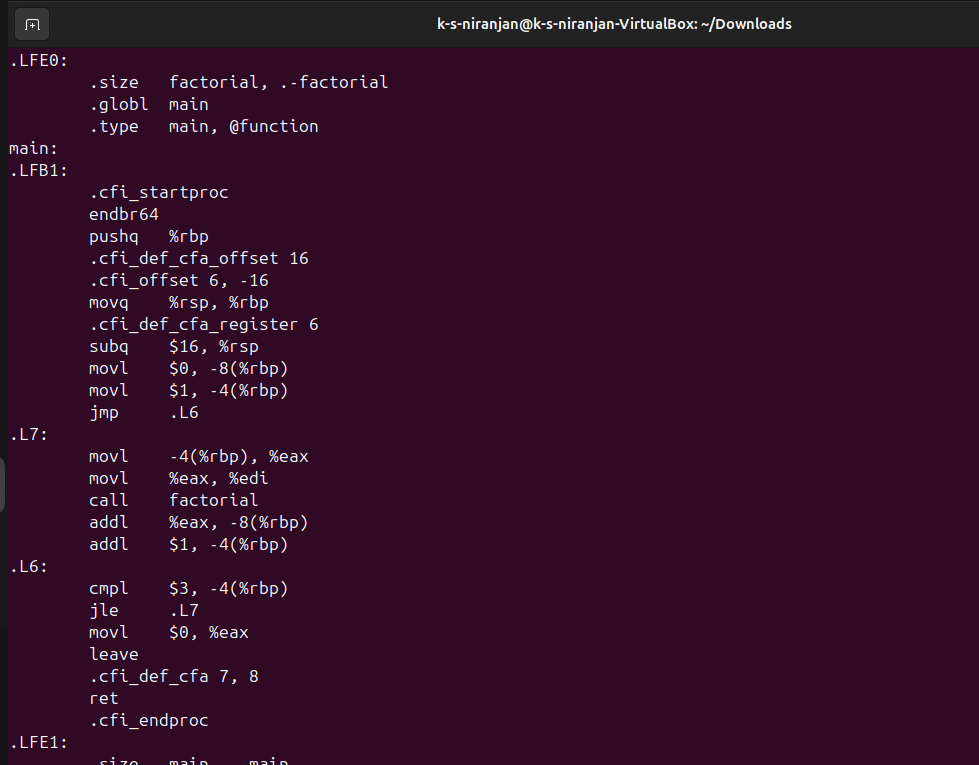 k-s-niranjan@k-s-niranjan-VirtualBox: ~/Downloads
.LFE0:
.size factorial, .-factorial
.globl main
.type main, @function
main:
.LFB1:
.cfi_startproc
endbr64
pushq %rbp
.cfi_def_cfa_offset 16
.cfi_offset 6, -16
movq %rsp, %rbp
.cfi_def_cfa_register 6
subq $16, %rsp
movl $0, -8(%rbp)
movl $1, -4(%rbp)
jmp .L6
.L7:
movl -4(%rbp), %eax
movl %eax, %edi
call factorial
addl %eax, -8(%rbp)
addl $1, -4(%rbp)
.L6:
cmpl $3, -4(%rbp)
jle .L7
movl $0, %eax
leave
.cfi_def_cfa 7, 8
ret
.cfi_endproc
.LFE1:
.size main, .-main